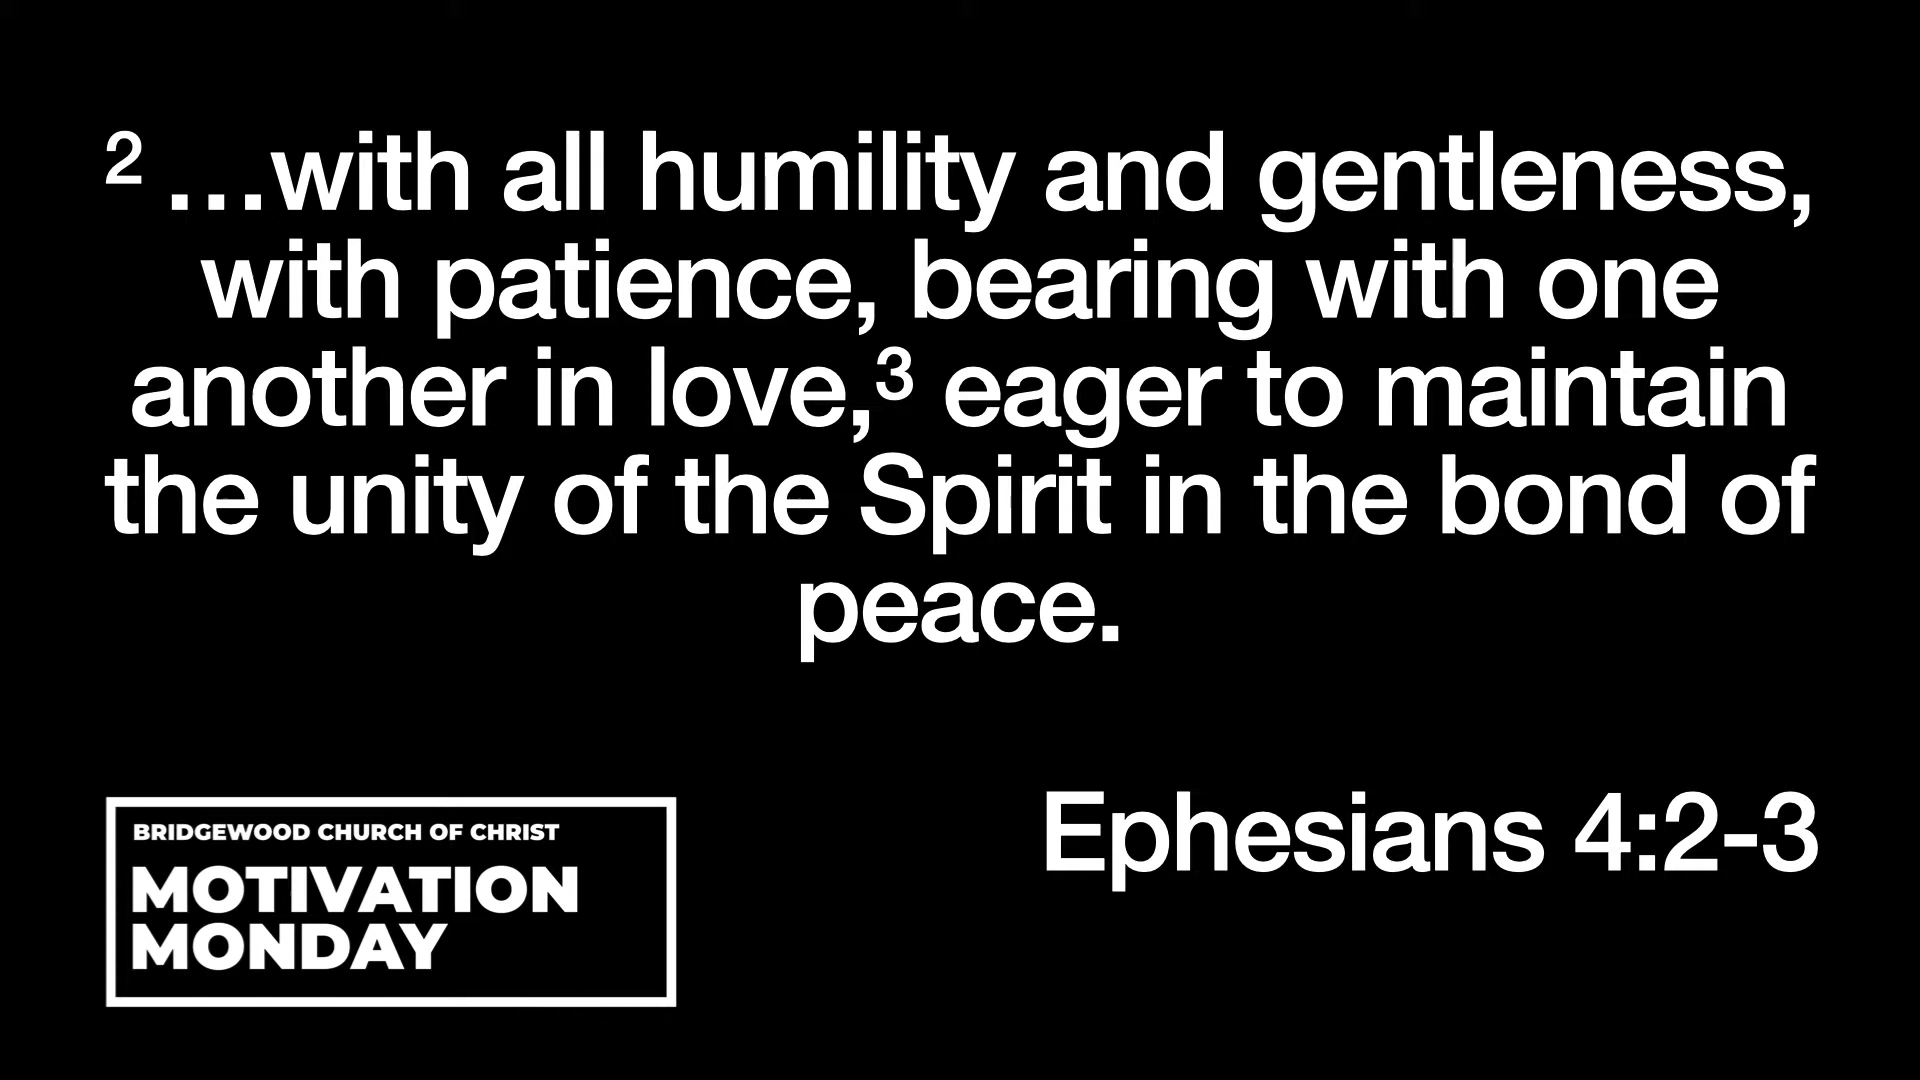 ² …with all humility and gentleness,
with patience, bearing with one
another in love,³ eager to maintain
the unity of the Spirit in the bond of
peace.
Ephesians 4:2-3
BRIDGEWOOD CHURCH OF CHRIST
MOTIVATION
MONDAY